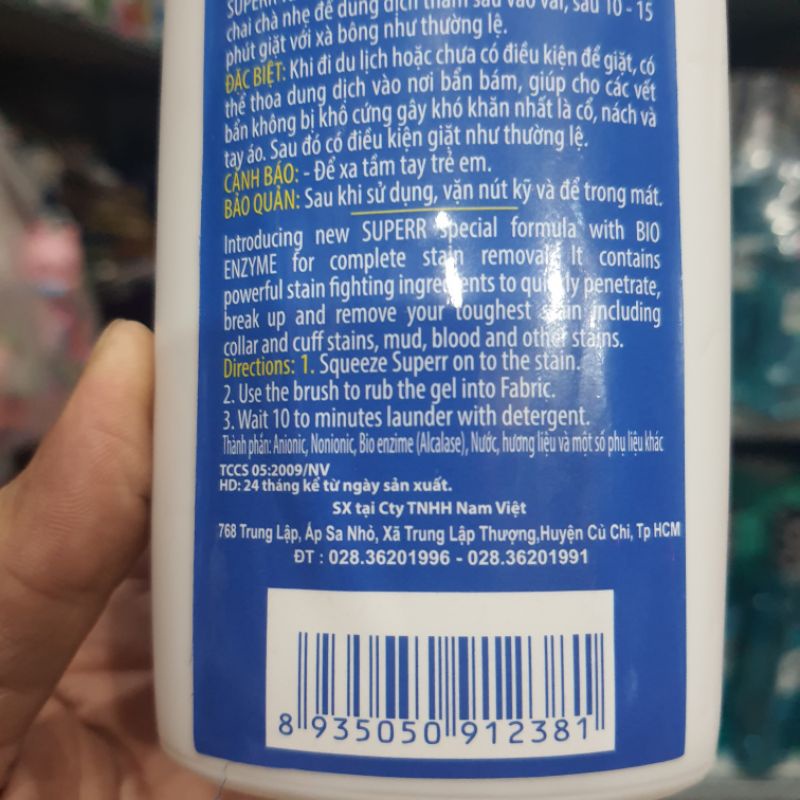 SUPERR
chai chà nhẹ để dung dịch thấm sâu vào vải, sau 10 - 15
phút giặt với xà bông như thường lệ.
ĐẶC BIỆT: Khi đi du lịch hoặc chưa có điều kiện để giặt, có
thể thoa dung dịch vào nơi bẩn bám, giúp cho các vết
bẩn không bị khô cứng gây khó khăn nhất là cổ, nách và
tay áo. Sau đó có điều kiện giặt như thường lệ.
CẢNH BÁO: - Để xa tầm tay trẻ em.
BẢO QUẢN: Sau khi sử dụng, vặn nút kỹ và để trong mát.
Introducing new SUPERR special formula with BIO
ENZYME for complete stain removal. It contains
powerful stain fighting ingredients to quickly penetrate,
break up and remove your toughest stain including
collar and cuff stains, mud, blood and other stains.
Directions: 1. Squeeze Superr on to the stain.
2. Use the brush to rub the gel into Fabric.
3. Wait 10 to minutes launder with detergent.
Thành phần: Anionic, Nonionic, Bio enzime (Alcalase), Nước, hương liệu và một số phụ liệu khác
TCCS 05:2009/NV
HD: 24 tháng kể từ ngày sản xuất.
SX tại Cty TNHH Nam Việt
768 Trung Lập, Ấp Sa Nhỏ, Xã Trung Lập Thượng,Huyện Củ Chi, Tp HCM
ĐT : 028.36201996 - 028.36201991
8 935050 912381